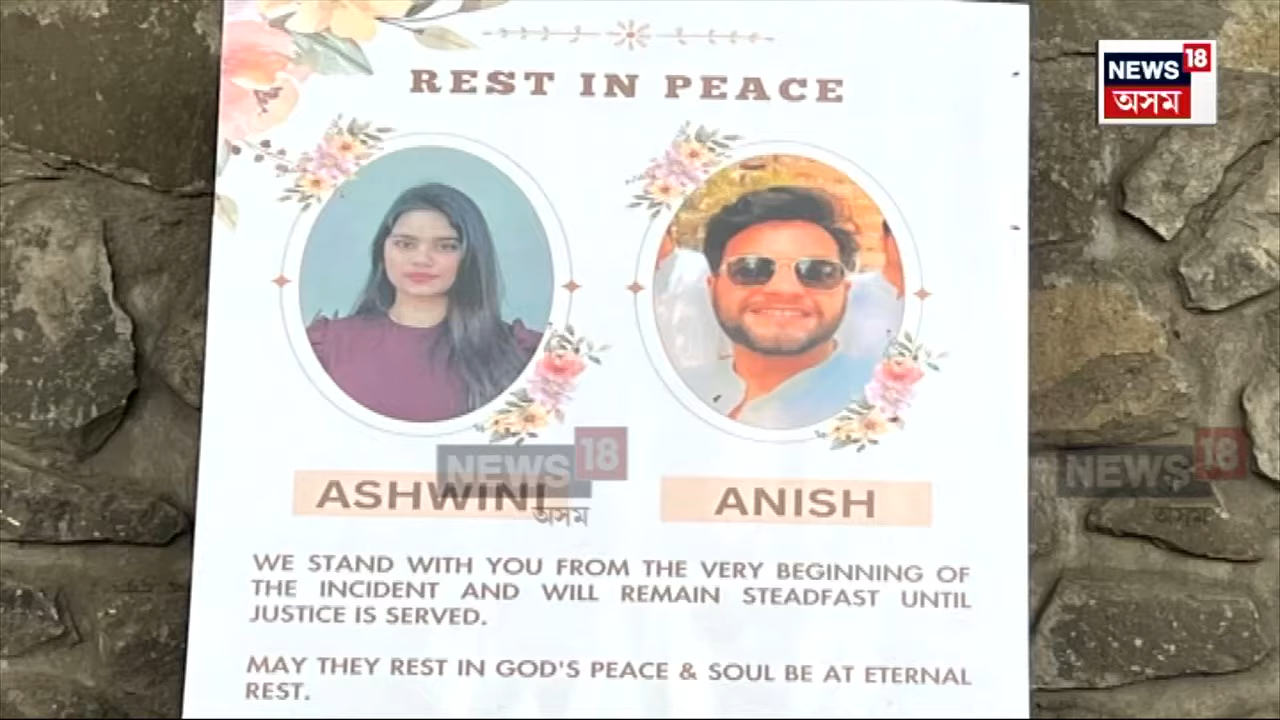 REST IN PEACE
NEWS 18
অসম
ASHWINI
ANISH
NEWS 18
অসম
NEWS 18
অসম
WE STAND WITH YOU FROM THE VERY BEGINNING OF
THE INCIDENT AND WILL REMAIN STEADFAST UNTIL
JUSTICE IS SERVED.
MAY THEY REST IN GOD'S PEACE & SOUL BE AT ETERNAL
REST.